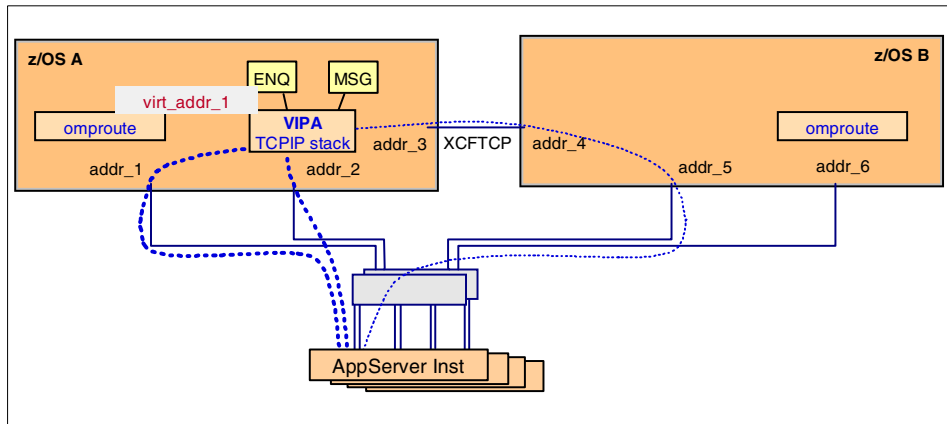 z/OS A
z/OS B
ENQ
MSG
virt_addr_1
omproute
VIPA
TCPIP stack
addr_3
XCFTCP
addr_4
omproute
addr_1
addr_2
addr_5
addr_6
AppServer Inst